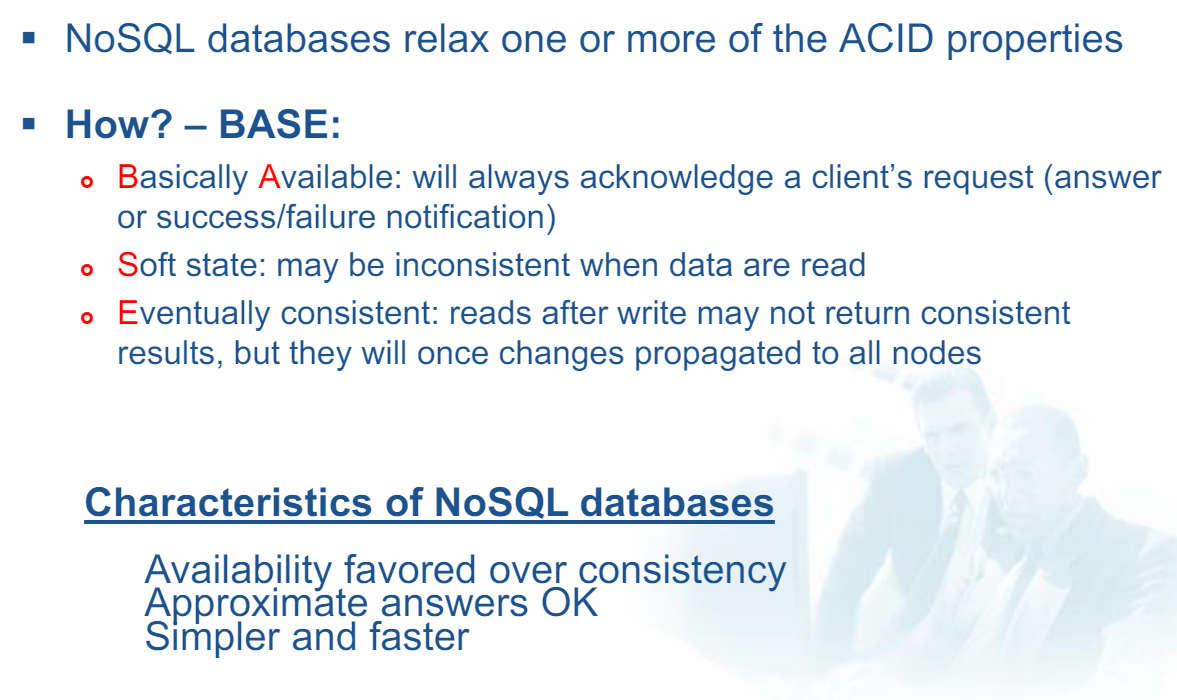 ▪ NoSQL databases relax one or more of the ACID properties
▪ How? – BASE:
∘ Basically Available: will always acknowledge a client’s request (answer
or success/failure notification)
∘ Soft state: may be inconsistent when data are read
∘ Eventually consistent: reads after write may not return consistent
results, but they will once changes propagated to all nodes
Characteristics of NoSQL databases
Availability favored over consistency
Approximate answers OK
Simpler and faster